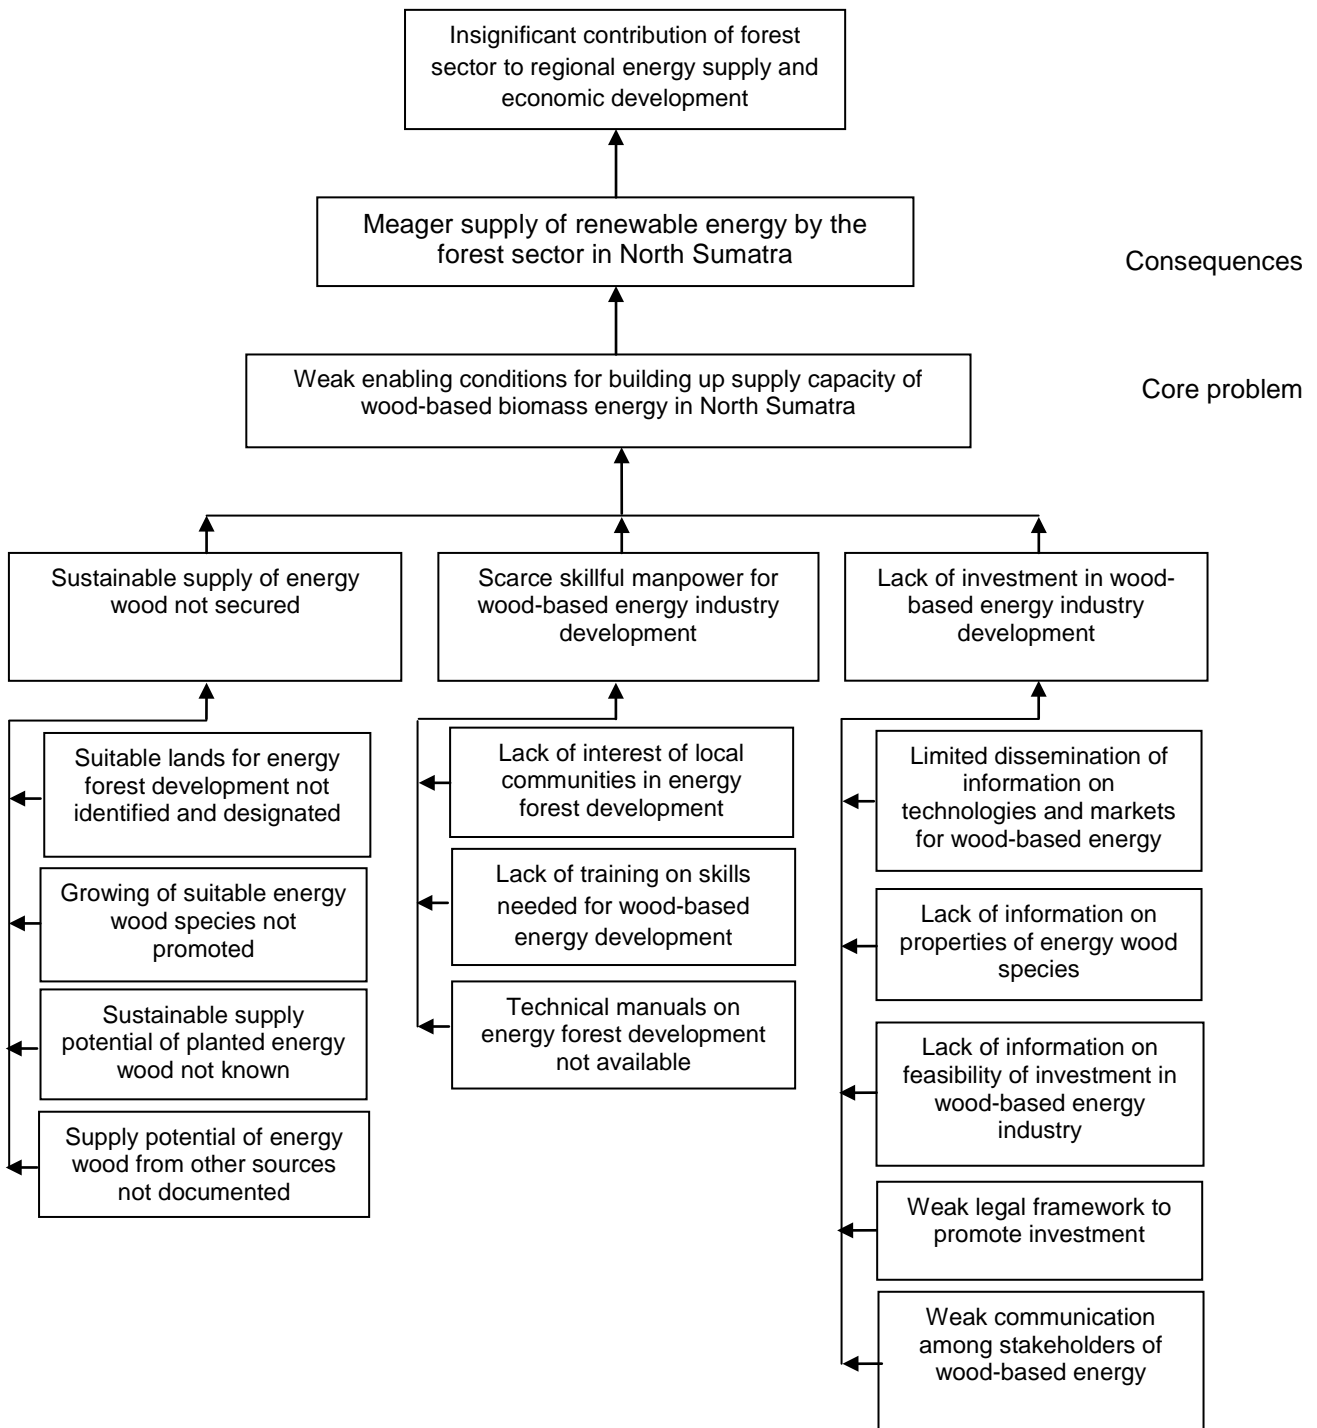 Insignificant contribution of forest
sector to regional energy supply and
economic development
Meager supply of renewable energy by the
forest sector in North Sumatra
Consequences
Weak enabling conditions for building up supply capacity of
wood-based biomass energy in North Sumatra
Core problem
Sustainable supply of energy
wood not secured
Scarce skillful manpower for
wood-based energy industry
development
Lack of investment in wood-
based energy industry
development
Suitable lands for energy
forest development not
identified and designated
Growing of suitable energy
wood species not
promoted
Sustainable supply
potential of planted energy
wood not known
Supply potential of energy
wood from other sources
not documented
Lack of interest of local
communities in energy
forest development
Lack of training on skills
needed for wood-based
energy development
Technical manuals on
energy forest development
not available
Limited dissemination of
information on
technologies and markets
for wood-based energy
Lack of information on
properties of energy wood
species
Lack of information on
feasibility of investment in
wood-based energy
industry
Weak legal framework to
promote investment
Weak communication
among stakeholders of
wood-based energy